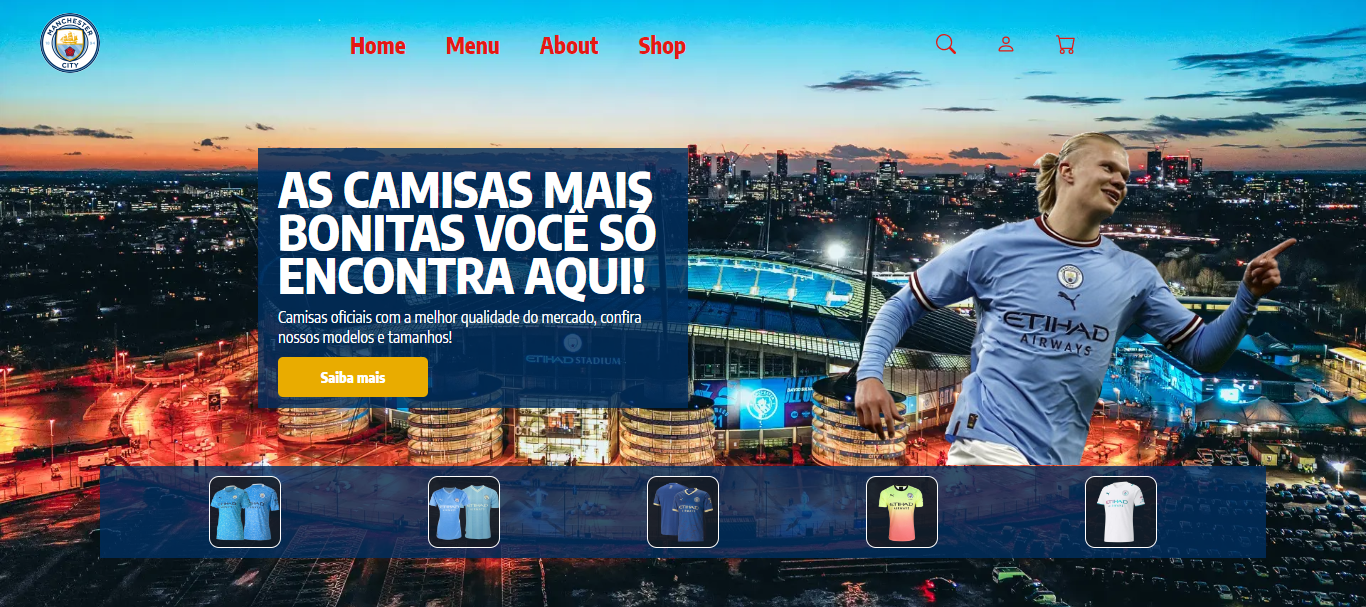 MANCHESTER
CITY
Home Menu About Shop
AS CAMISAS MAIS
BONITAS VOCÊ SÓ
ENCONTRA AQUI!
Camisas oficiais com a melhor qualidade do mercado, confira
nossos modelos e tamanhos!
ETIHAD STADIUM
Saiba mais
ETIHAD
AIRWAYS